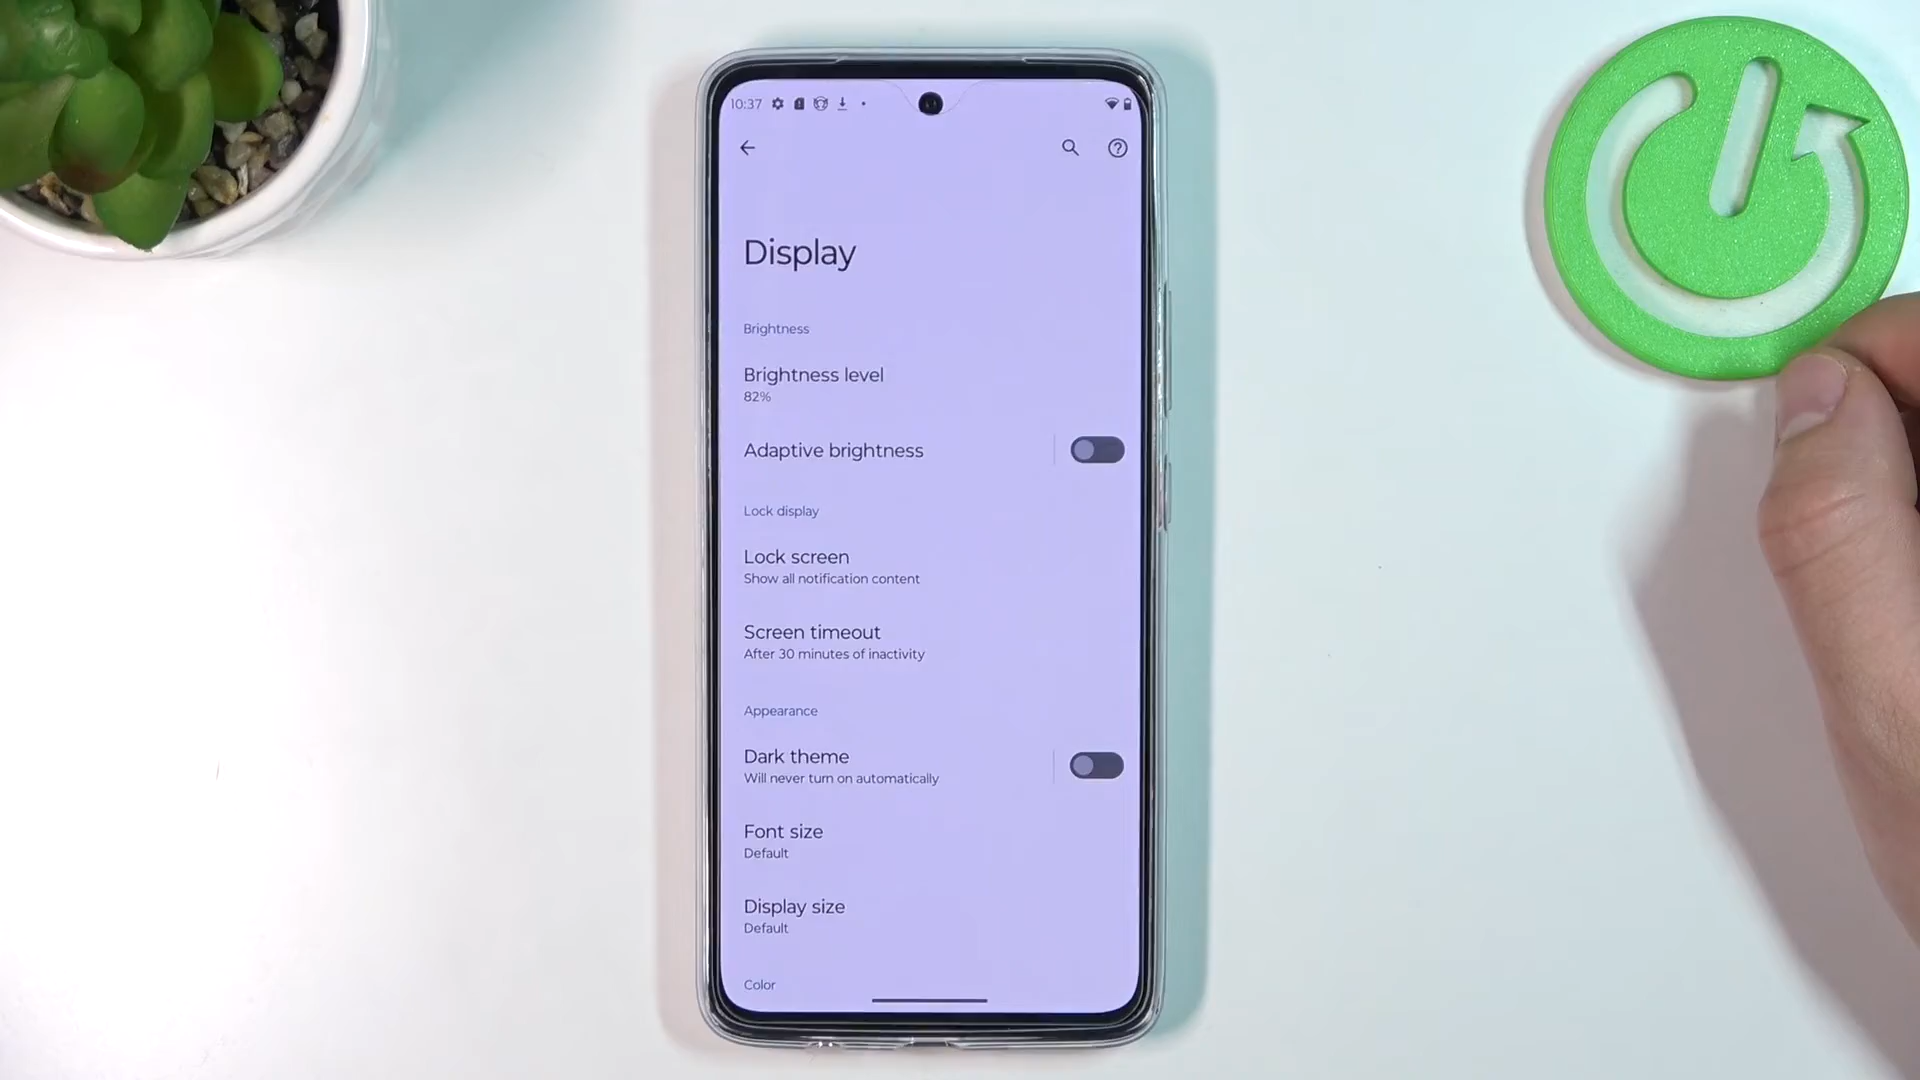 10:37
Display
Brightness
Brightness level
82%
Adaptive brightness
Lock display
Lock screen
Show all notification content
Screen timeout
After 30 minutes of inactivity
Appearance
Dark theme
Will never turn on automatically
Font size
Default
Display size
Default
Color